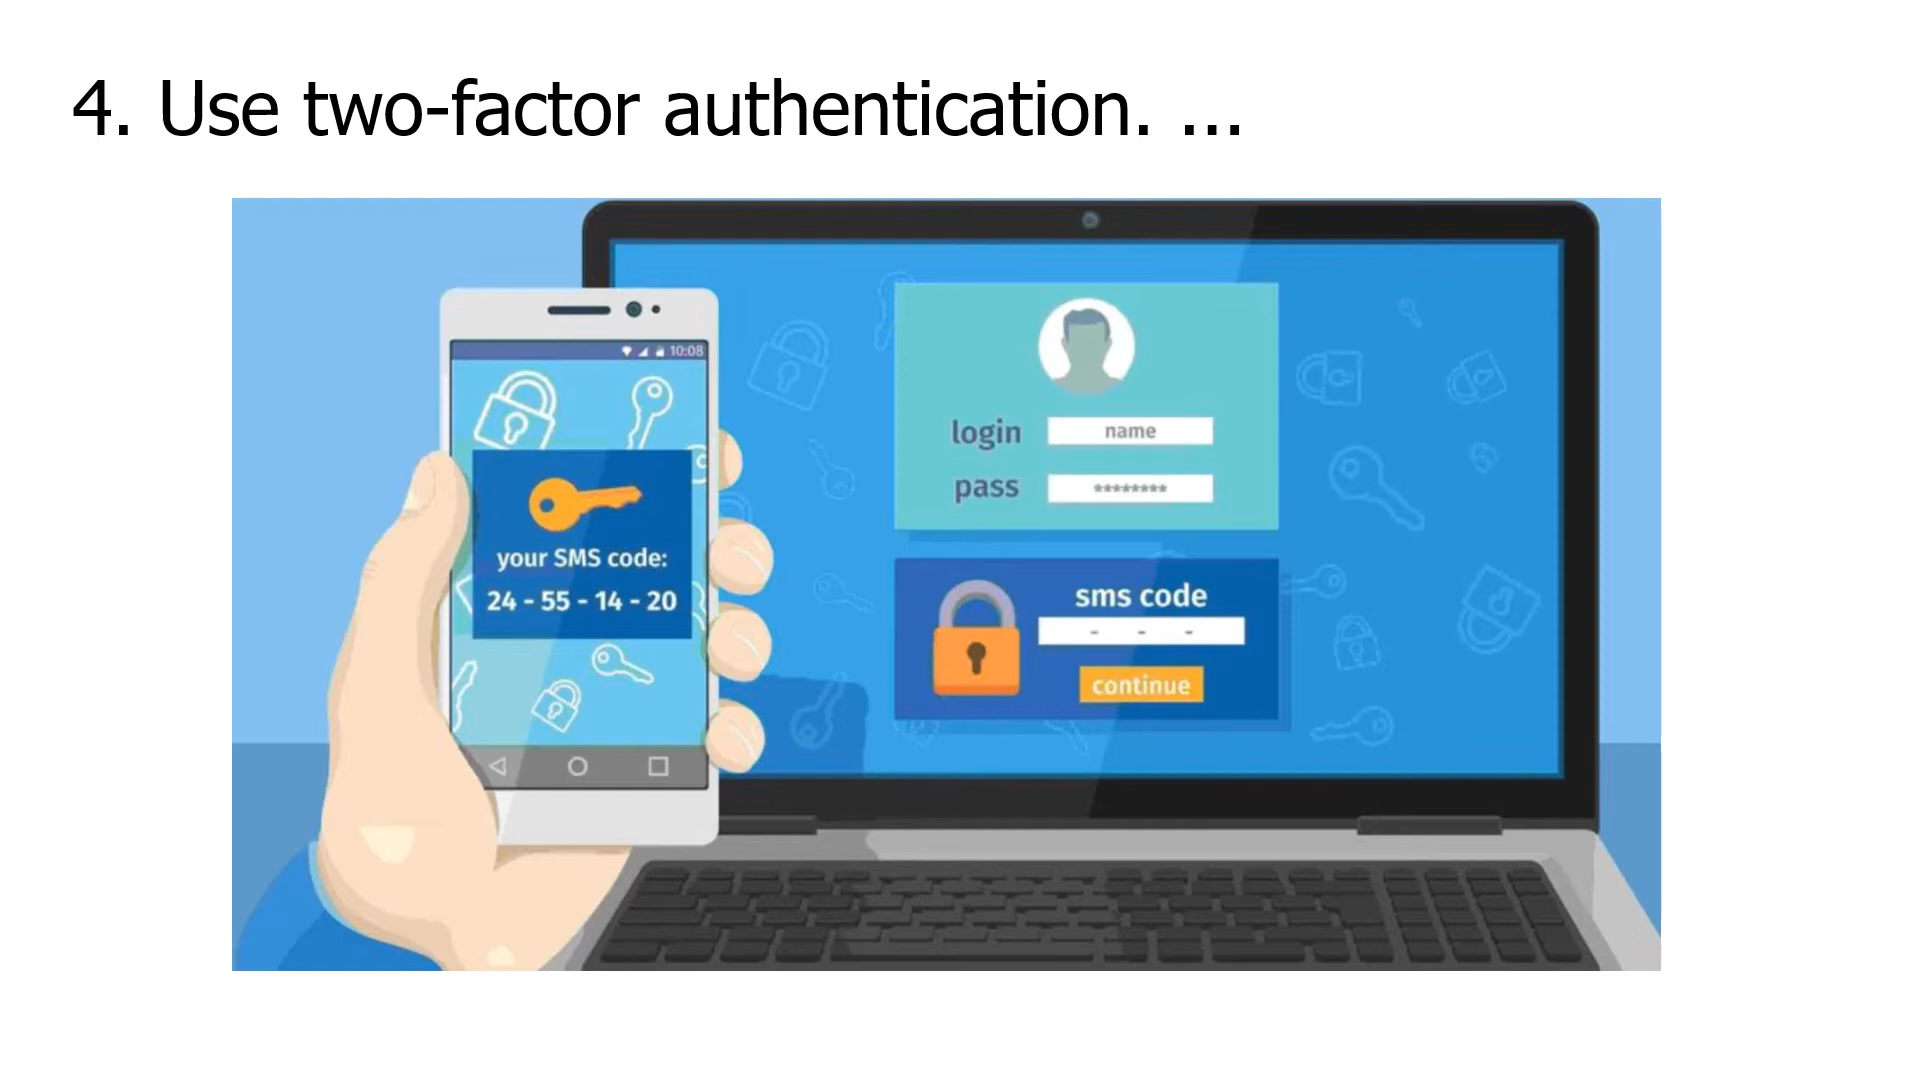 4. Use two-factor authentication. ...
10:08
your SMS code:
24 - 55 - 14 - 20
login name
pass ********
sms code
- - -
continue